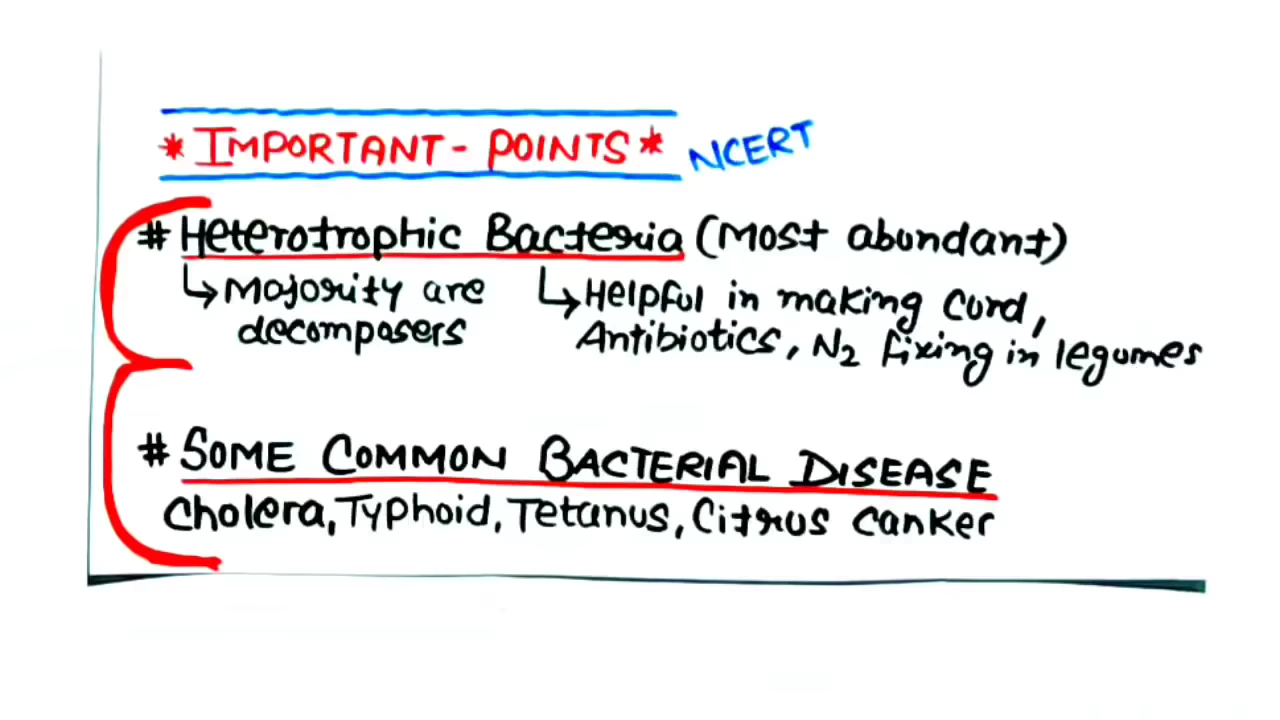 * IMPORTANT - POINTS * NCERT
# Heterotrophic Bacteria (Most abundant)
↳ Majority are decomposers
↳ Helpful in making curd, Antibiotics, N2 fixing in legumes
# SOME COMMON BACTERIAL DISEASE
Cholera, Typhoid, Tetanus, Citrus canker